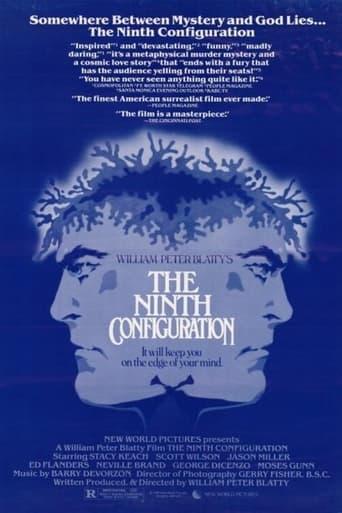 Somewhere Between Mystery and God Lies...
The Ninth Configuration
"Inspired" and "devastating," "funny," "madly
daring," "it's a metaphysical murder mystery and
a cosmic love story" "that "ends with a fury that
has the audience yelling from their seats!"
"You have never seen anything quite like it."
"The finest American surrealist film ever made."
—PEOPLE MAGAZINE
"The film is a masterpiece."
—THE CINCINNATI POST
WILLIAM PETER BLATTY'S
THE
NINTH
CONFIGURATION
It will keep you
on the edge of your mind.
NEW WORLD PICTURES presents
A William Peter Blatty Film THE NINTH CONFIGURATION
Starring STACY KEACH SCOTT WILSON JASON MILLER
ED FLANDERS NEVILLE BRAND GEORGE DICENZO MOSES GUNN
Music by BARRY DEVORZON Director of Photography GERRY FISHER, B.S.C.
Written Produced, & Directed by WILLIAM PETER BLATTY
R RESTRICTED
NEW WORLD PICTURES